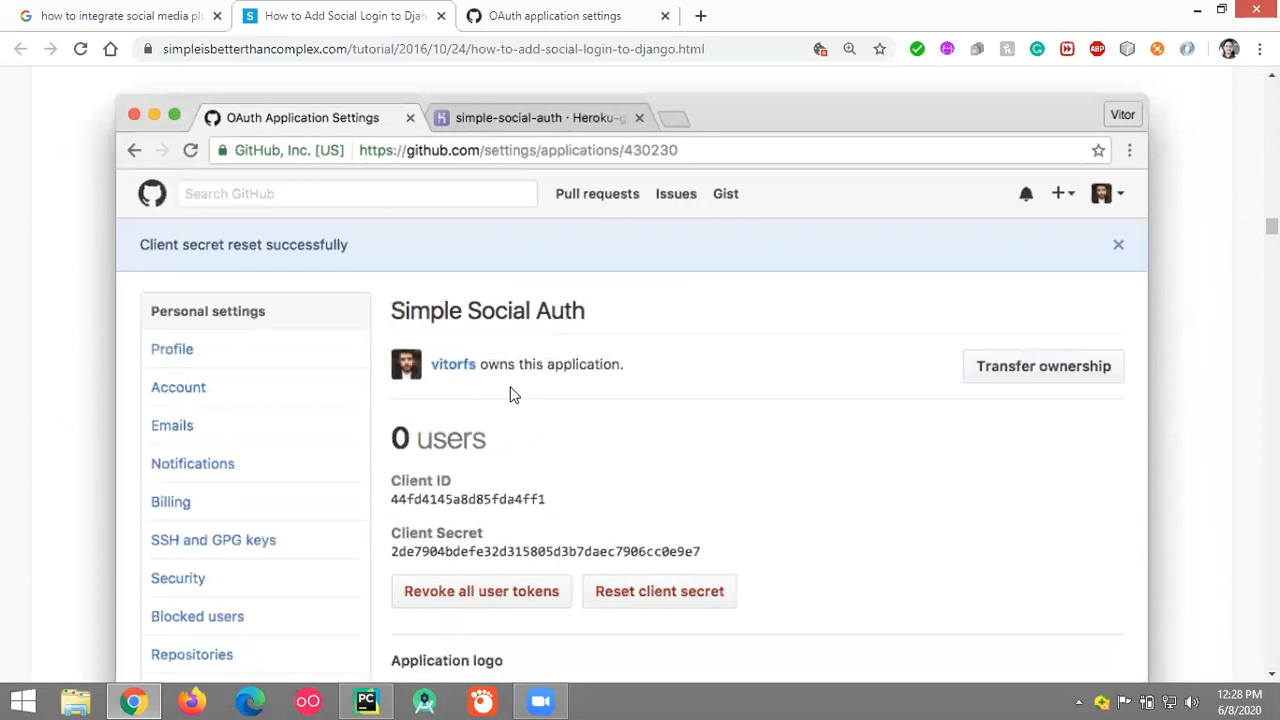 how to integrate social media pl
How to Add Social Login to Djan
OAuth application settings
simpleisbetterthancomplex.com/tutorial/2016/10/24/how-to-add-social-login-to-django.html
ABP
OAuth Application Settings
simple-social-auth · Heroku-g
Vitor
GitHub, Inc. [US]
https://github.com/settings/applications/430230
Search GitHub
Pull requests
Issues
Gist
Client secret reset successfully
Personal settings
Profile
Account
Emails
Notifications
Billing
SSH and GPG keys
Security
Blocked users
Repositories
Simple Social Auth
vitorfs owns this application.
Transfer ownership
0 users
Client ID
44fd4145a8d85fda4ff1
Client Secret
2de7904bdefe32d315805d3b7daec7906cc0e9e7
Revoke all user tokens
Reset client secret
Application logo
PC
12:28 PM
6/8/2020